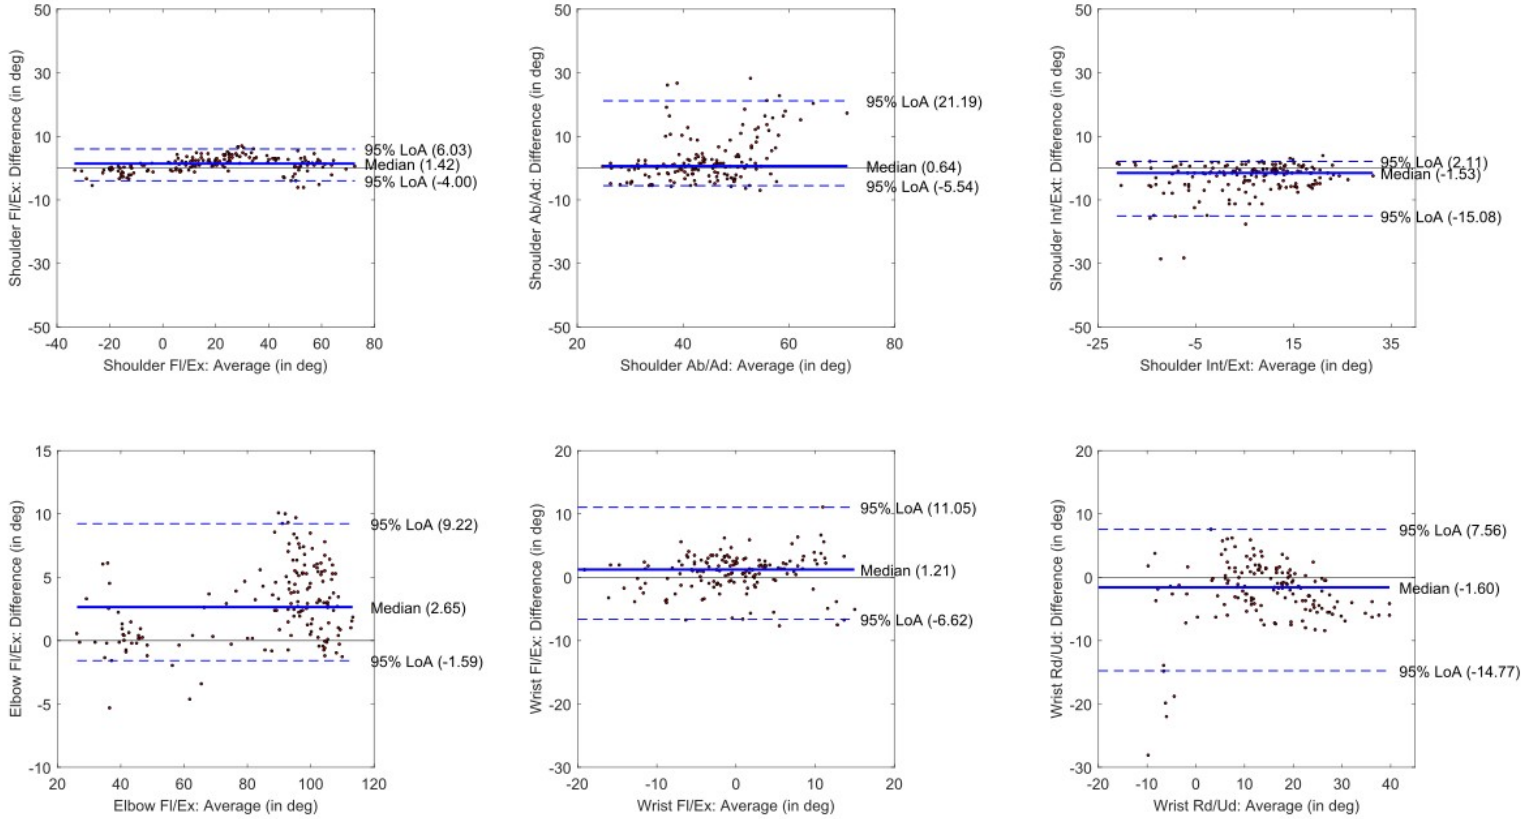 50
30
10
-10
-30
-50
Shoulder Fl/Ex: Difference (in deg)
95% LoA (6.03)
Median (1.42)
95% LoA (-4.00)
-40 -20 0 20 40 60 80
Shoulder Fl/Ex: Average (in deg)
50
30
10
-10
-30
-50
Shoulder Ab/Ad: Difference (in deg)
95% LoA (21.19)
Median (0.64)
95% LoA (-5.54)
20 40 60 80
Shoulder Ab/Ad: Average (in deg)
50
30
10
-10
-30
-50
Shoulder Int/Ext: Difference (in deg)
95% LoA (2.11)
Median (-1.53)
95% LoA (-15.08)
-25 -5 15 35
Shoulder Int/Ext: Average (in deg)
15
10
5
0
-5
-10
Elbow Fl/Ex: Difference (in deg)
95% LoA (9.22)
Median (2.65)
95% LoA (-1.59)
20 40 60 80 100 120
Elbow Fl/Ex: Average (in deg)
20
10
0
-10
-20
-30
Wrist Fl/Ex: Difference (in deg)
95% LoA (11.05)
Median (1.21)
95% LoA (-6.62)
-20 -10 0 10 20
Wrist Fl/Ex: Average (in deg)
20
10
0
-10
-20
-30
Wrist Rd/Ud: Difference (in deg)
95% LoA (7.56)
Median (-1.60)
95% LoA (-14.77)
-20 -10 0 10 20 30 40
Wrist Rd/Ud: Average (in deg)